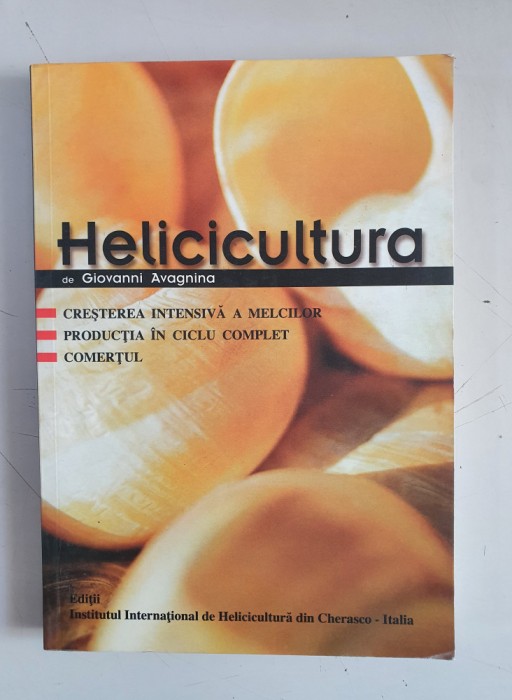 Helicicultura
de Giovanni Avagnina
CREŞTEREA INTENSIVĂ A MELCILOR
PRODUCŢIA ÎN CICLU COMPLET
COMERŢUL
Ediţii
Institutul Internaţional de Helicicultură din Cherasco - Italia